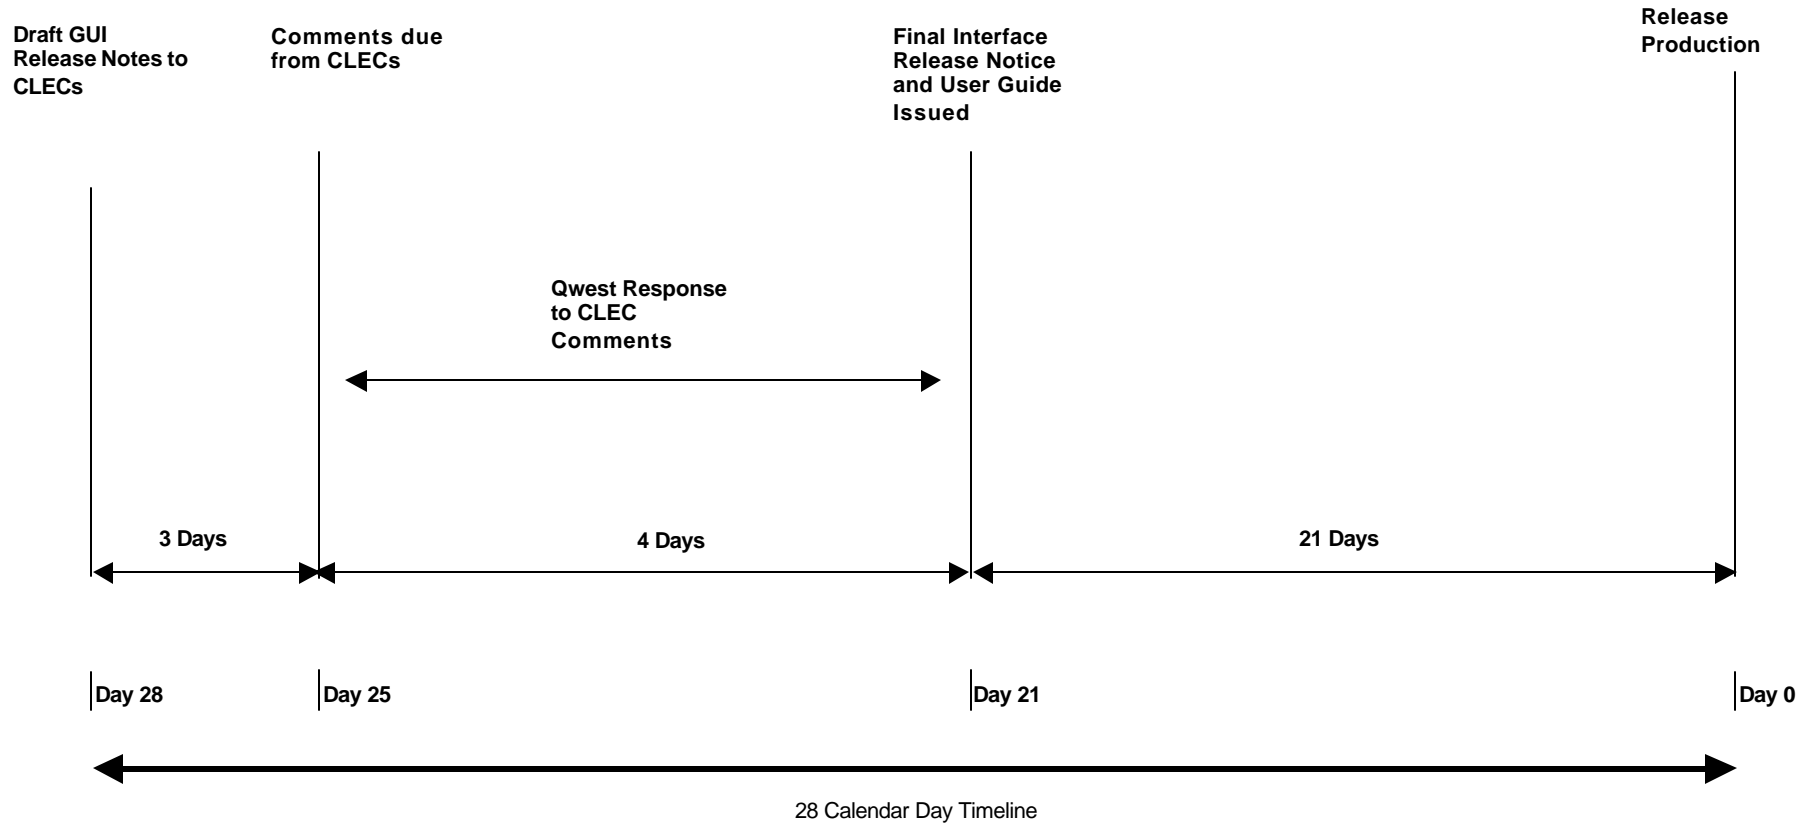 Draft GUI
Release Notes to
CLECs
Comments due
from CLECs
Final Interface
Release Notice
and User Guide
Issued
Release
Production
Qwest Response
to CLEC
Comments
3 Days
4 Days
21 Days
Day 28
Day 25
Day 21
Day 0
28 Calendar Day Timeline